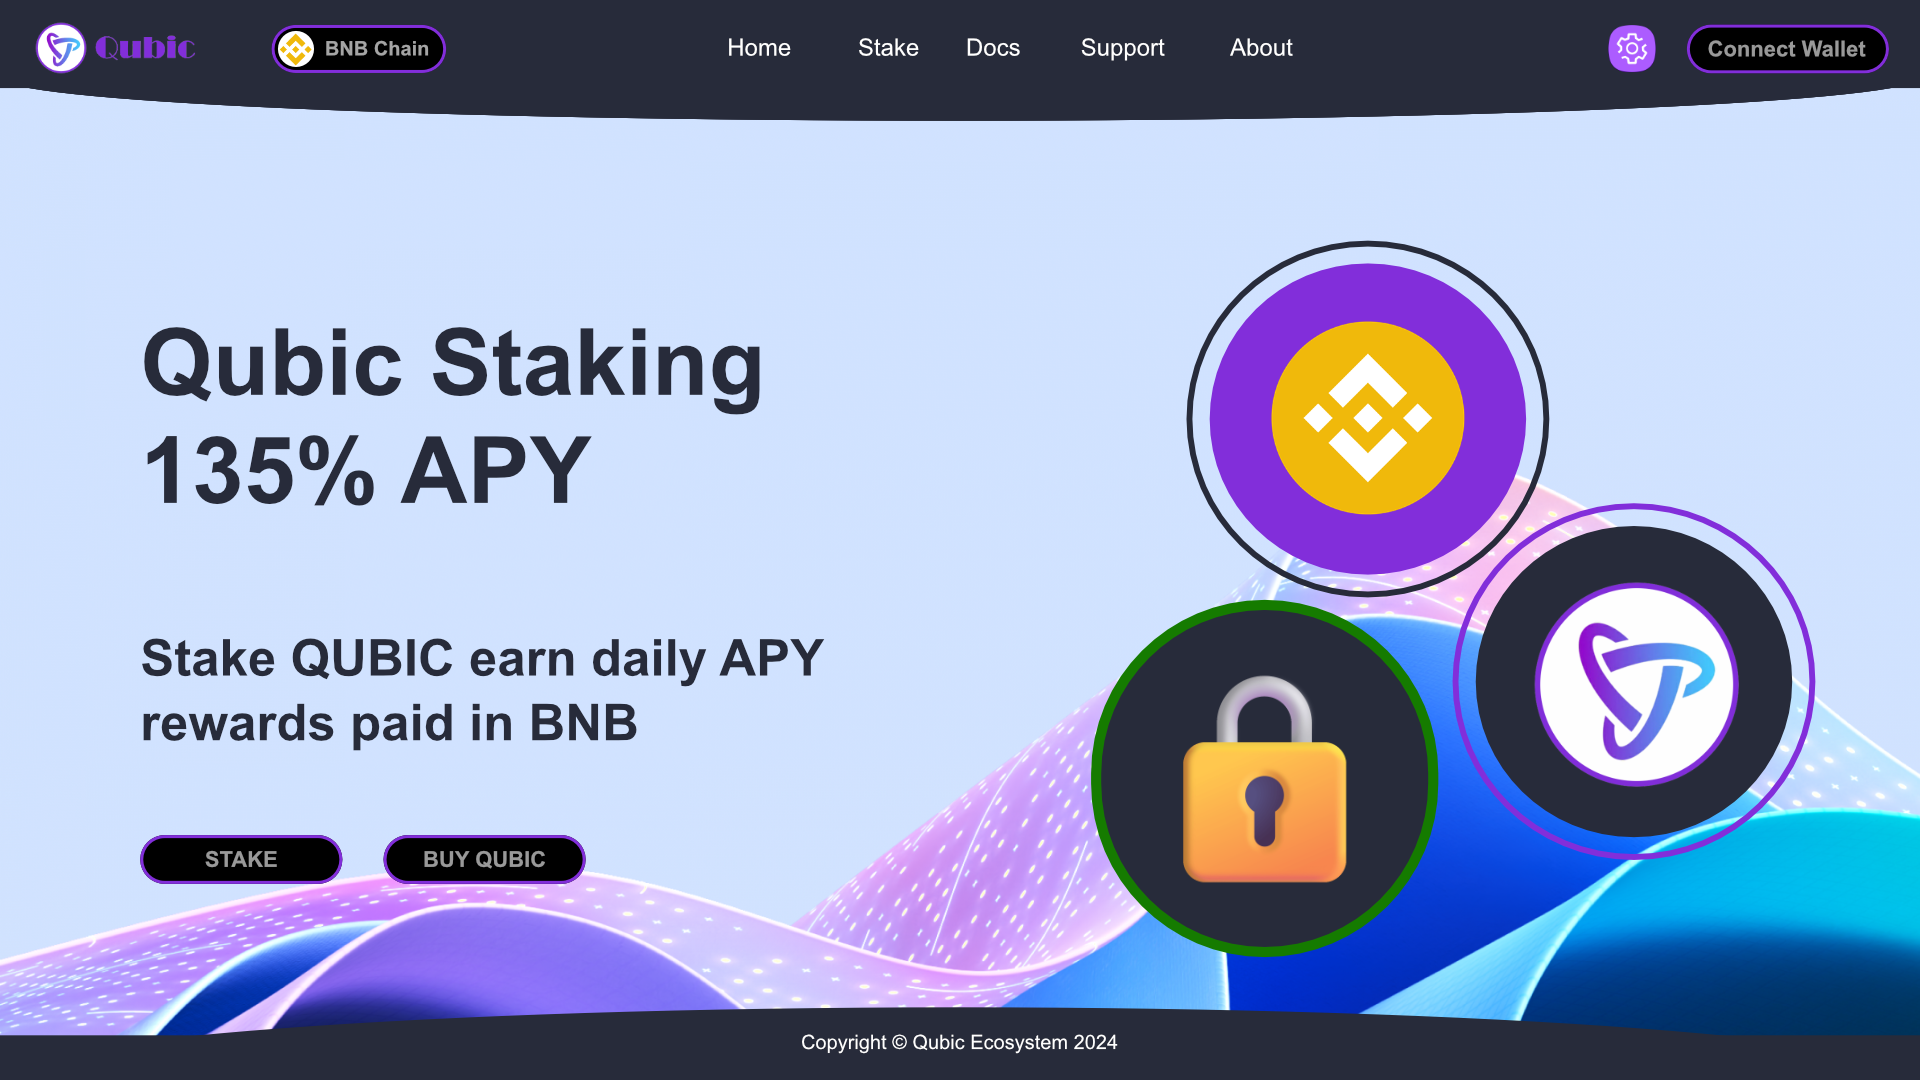 Qubic
BNB Chain
Home
Stake
Docs
Support
About
Connect Wallet
Qubic Staking
135% APY
Stake QUBIC earn daily APY
rewards paid in BNB
STAKE
BUY QUBIC
Copyright © Qubic Ecosystem 2024